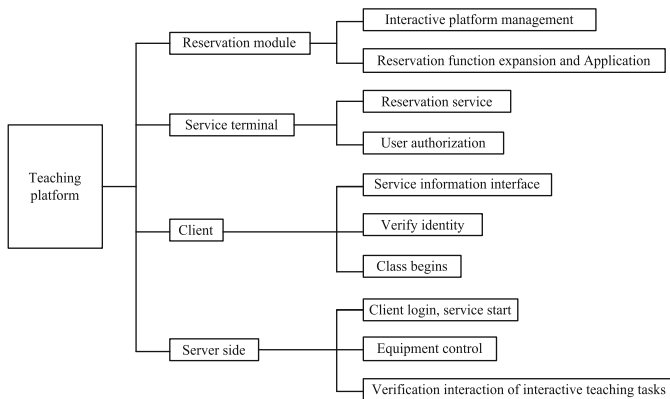 Teaching
platform
Reservation module
Interactive platform management
Reservation function expansion and Application
Service terminal
Reservation service
User authorization
Client
Service information interface
Verify identity
Class begins
Server side
Client login, service start
Equipment control
Verification interaction of interactive teaching tasks